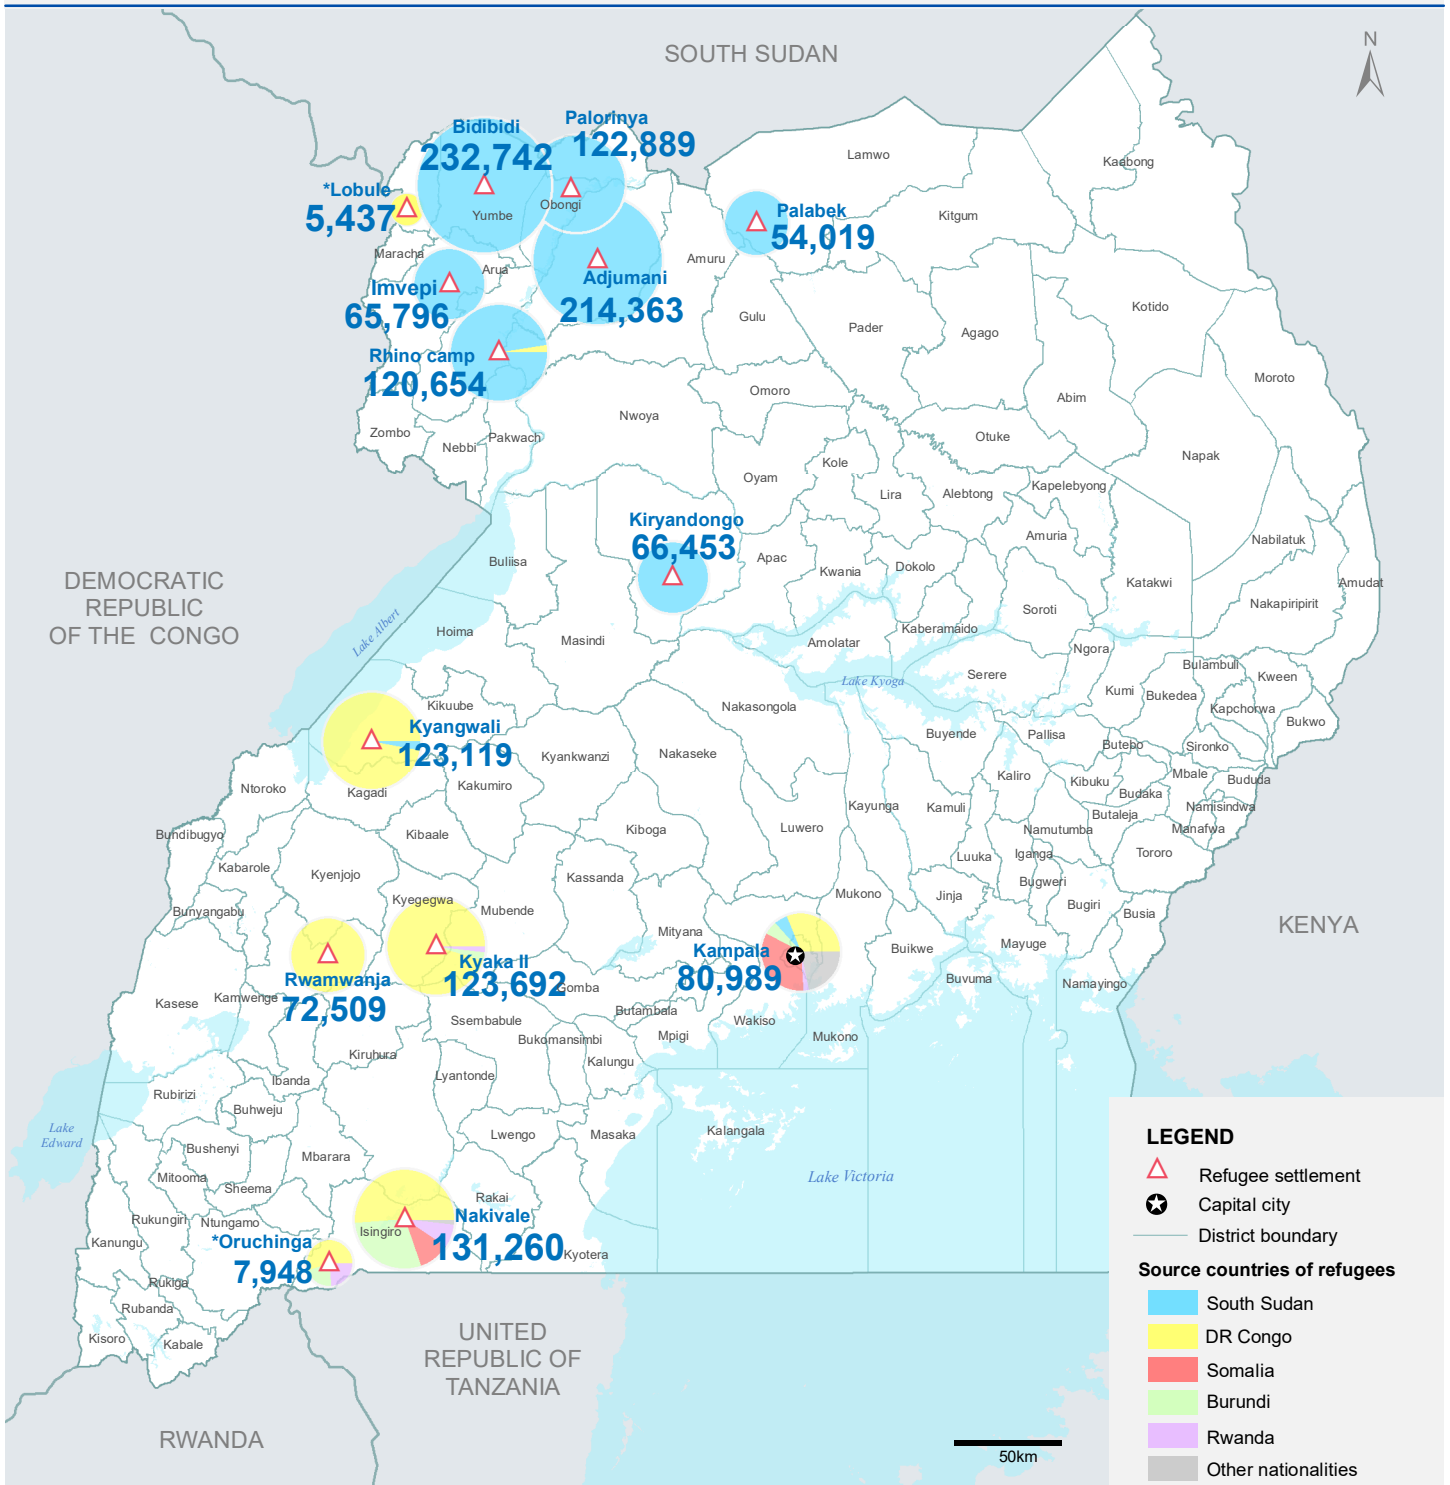 SOUTH SUDAN
N
Palorinya
122,889
Bidibidi
232,742
Lamwo
Kaabong
*Lobule
5,437
Yumbe
Obongi
Palabek
54,019
Kitgum
Maracha
Arua
Amuru
Imvepi
65,796
Adjumani
214,363
Gulu
Pader
Agago
Kotido
Rhino camp
120,654
Omoro
Moroto
Abim
Nwoya
Zombo
Nebbi
Pakwach
Otuke
Napak
Kole
Oyam
Lira
Alebtong
Kapelebyong
Kiryandongo
66,453
Amuria
Nabilatuk
Apac
Buliisa
Kwania
Dokolo
Katakwi
Amudat
DEMOCRATIC
REPUBLIC
OF THE CONGO
Nakapiripirit
Soroti
Lake Albert
Hoima
Masindi
Kaberamaido
Amolatar
Ngora
Bulambuli
Kween
Lake Kyoga
Serere
Kumi
Bukedea
Kapchorwa
Bukwo
Kikuube
Nakasongola
Kyangwali
123,119
Buyende
Pallisa
Butebo
Sironko
Kyankwanzi
Nakaseke
Kaliro
Kibuku
Mbale
Bududa
Ntoroko
Kagadi
Kakumiro
Budaka
Kayunga
Kamuli
Butaleja
Namisindwa
Bundibugyo
Kibaale
Kiboga
Luwero
Namutumba
Manafwa
Kabarole
Kyenjojo
Luuka
Iganga
Tororo
Kassanda
Bugweri
Kyegegwa
Mubende
Mukono
Jinja
Bugiri
Busia
Bunyangabu
KENYA
Mityana
Kampala
80,989
Buikwe
Mayuge
Kyaka II
123,692
Rwamwanja
72,509
Buvuma
Namayingo
Kasese
Kamwenge
Gomba
Butambala
Ssembabule
Wakiso
Bukomansimbi
Mpigi
Mukono
Kiruhura
Kalungu
Lyantonde
Ibanda
Rubirizi
Buhweju
Lake
Edward
Bushenyi
Lwengo
Masaka
Kalangala
Mbarara
Mitooma
Sheema
Lake Victoria
Rakai
Rukungiri
Ntungamo
Nakivale
131,260
Isingiro
Kanungu
*Oruchinga
7,948
Kyotera
Rukiga
Rubanda
Kisoro
Kabale
UNITED
REPUBLIC OF
TANZANIA
RWANDA
50km
LEGEND
Refugee settlement
Capital city
District boundary
Source countries of refugees
South Sudan
DR Congo
Somalia
Burundi
Rwanda
Other nationalities